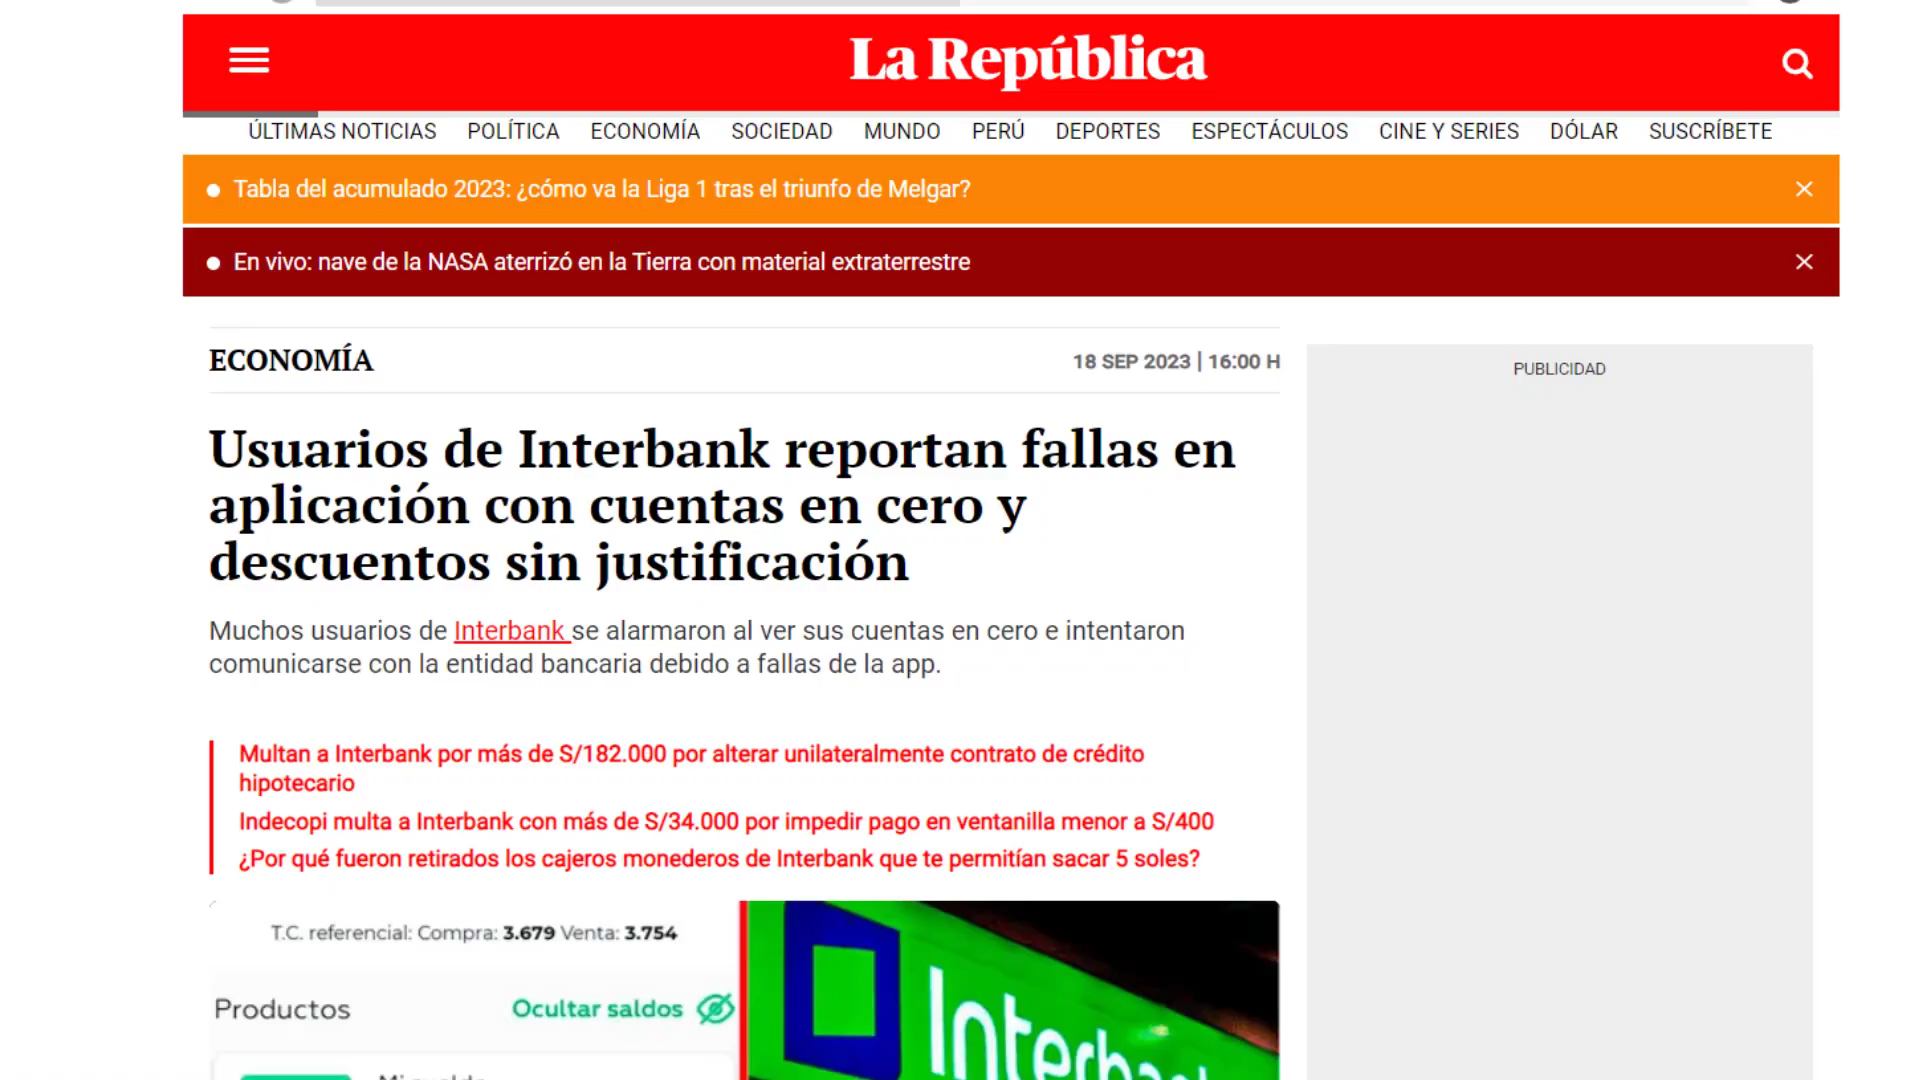 La República
ÚLTIMAS NOTICIAS POLÍTICA ECONOMÍA SOCIEDAD MUNDO PERÚ DEPORTES ESPECTÁCULOS CINE Y SERIES DÓLAR SUSCRÍBETE
Tabla del acumulado 2023: ¿cómo va la Liga 1 tras el triunfo de Melgar?
En vivo: nave de la NASA aterrizó en la Tierra con material extraterrestre
ECONOMÍA 18 SEP 2023 | 16:00 H
PUBLICIDAD
Usuarios de Interbank reportan fallas en
aplicación con cuentas en cero y
descuentos sin justificación
Muchos usuarios de Interbank se alarmaron al ver sus cuentas en cero e intentaron
comunicarse con la entidad bancaria debido a fallas de la app.
Multan a Interbank por más de S/182.000 por alterar unilateralmente contrato de crédito
hipotecario
Indecopi multa a Interbank con más de S/34.000 por impedir pago en ventanilla menor a S/400
¿Por qué fueron retirados los cajeros monederos de Interbank que te permitían sacar 5 soles?
T.C. referencial: Compra: 3.679 Venta: 3.754
Productos Ocultar saldos
Interbank